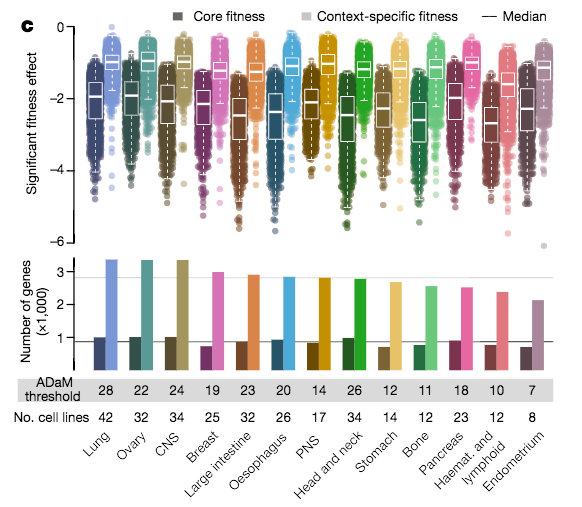 c
Core fitness Context-specific fitness Median
Significant fitness effect
0
−2
−4
−6
Number of genes
(×1,000)
3
2
1
ADaM
threshold
28 22 24 19 23 20 14 26 12 11 18 10 7
No. cell lines
42 32 34 25 32 26 17 34 14 12 23 12 8
Lung
Ovary
CNS
Breast
Large intestine
Oesophagus
PNS
Head and neck
Stomach
Bone
Pancreas
Haemat. and
lymphoid
Endometrium